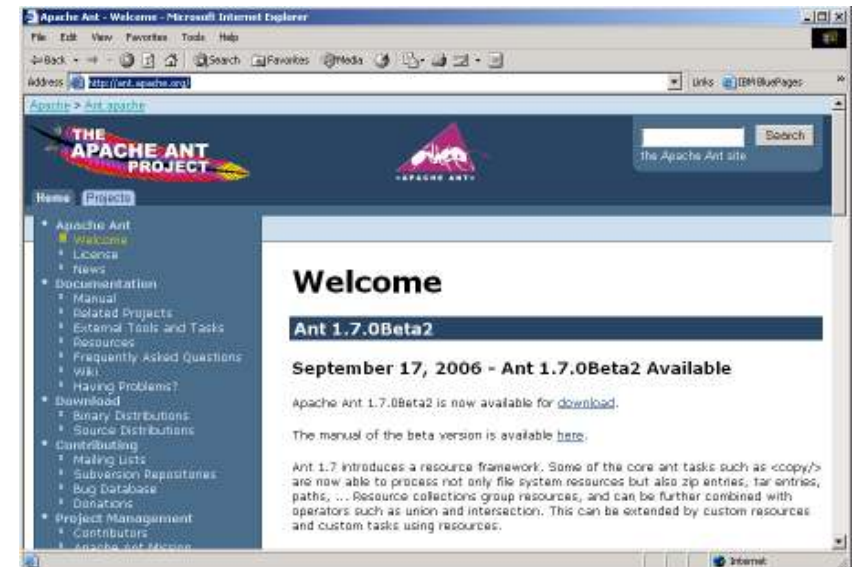 Apache Ant - Welcome - Microsoft Internet Explorer
File Edit View Favorites Tools Help
Back Search Favorites Media
Address http://ant.apache.org/ Links IBM BluePages
Apache > Ant.apache
THE
APACHE ANT
PROJECT
APACHE ANT
Search
the Apache Ant site
Home Projects
Apache Ant
Welcome
License
News
Documentation
Manual
Related Projects
External Tools and Tasks
Resources
Frequently Asked Questions
Wiki
Having Problems?
Download
Binary Distributions
Source Distributions
Contributing
Mailing Lists
Subversion Repositories
Bug Database
Donations
Project Management
Contributors
Apache Ant Mission
Welcome
Ant 1.7.0Beta2
September 17, 2006 - Ant 1.7.0Beta2 Available
Apache Ant 1.7.0Beta2 is now available for download.
The manual of the beta version is available here.
Ant 1.7 introduces a resource framework. Some of the core ant tasks such as <copy/>
are now able to process not only file system resources but also zip entries, tar entries,
paths, ... Resource collections group resources, and can be further combined with
operators such as union and intersection. This can be extended by custom resources
and custom tasks using resources.
Internet